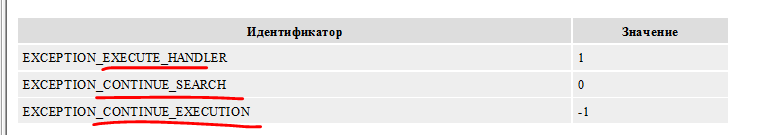 Идентификатор Значение
EXCEPTION_EXECUTE_HANDLER 1
EXCEPTION_CONTINUE_SEARCH 0
EXCEPTION_CONTINUE_EXECUTION -1